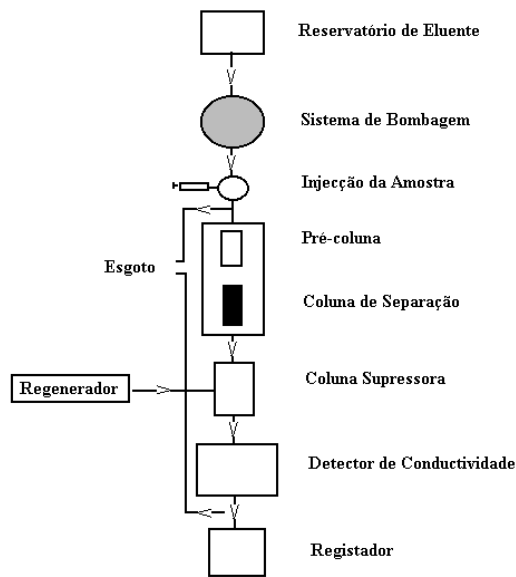 Reservatório de Eluente
Sistema de Bombagem
Injecção da Amostra
Pré-coluna
Esgoto
Coluna de Separação
Coluna Supressora
Regenerador
Detector de Conductividade
Registador